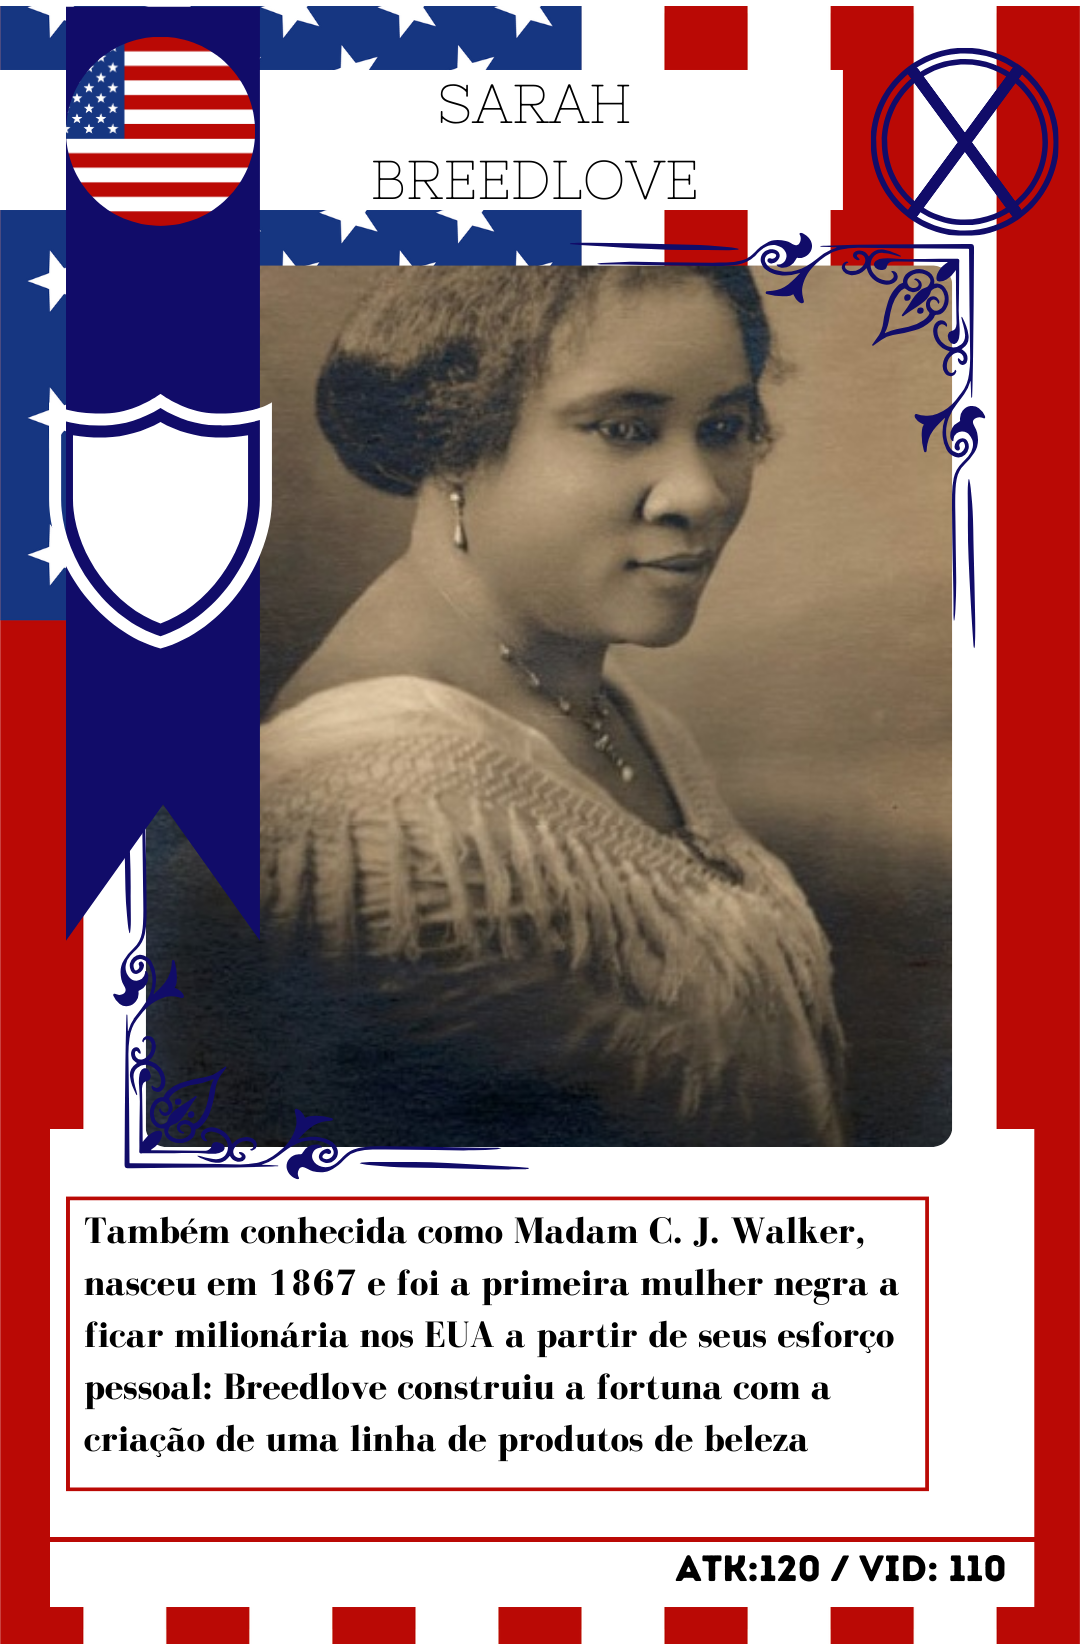 SARAH
BREEDLOVE
Também conhecida como Madam C. J. Walker,
nasceu em 1867 e foi a primeira mulher negra a
ficar milionária nos EUA a partir de seus esforço
pessoal: Breedlove construiu a fortuna com a
criação de uma linha de produtos de beleza
ATK:120 / VID: 110